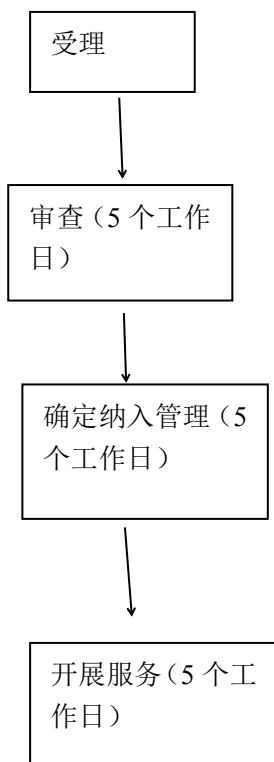 受理
审查（5 个工作
日）
确定纳入管理（5
个工作日）
开展服务（5 个工
作日）